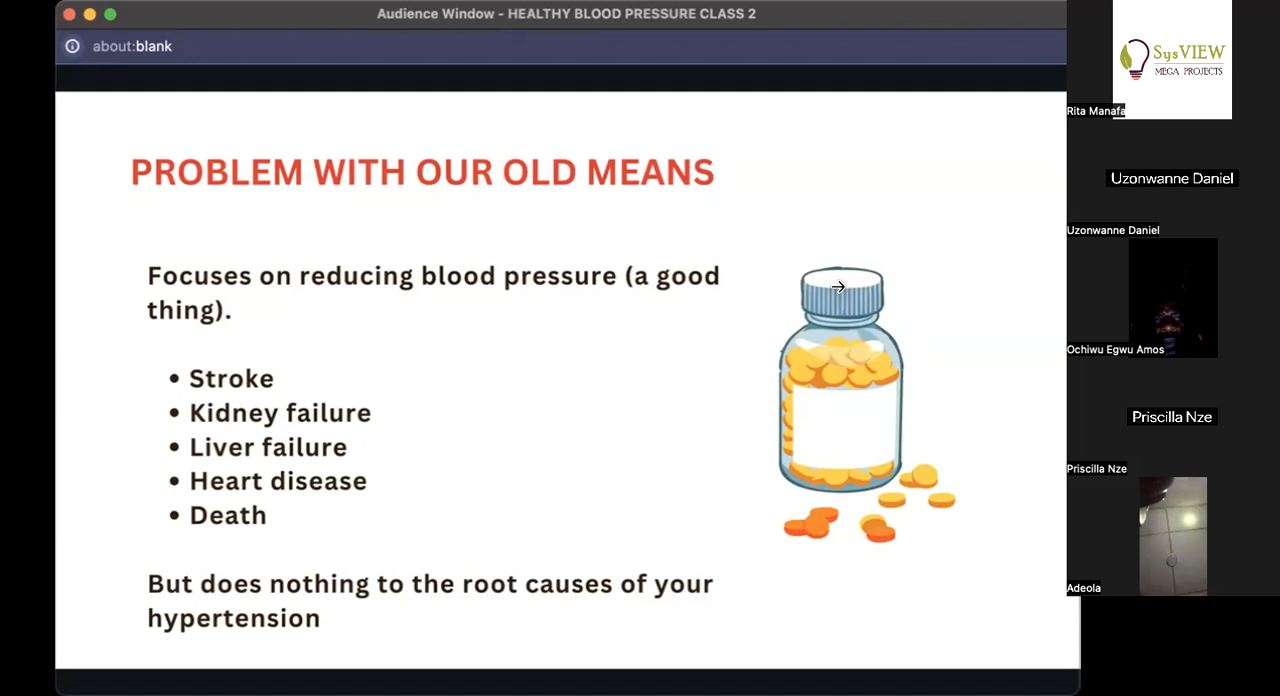 Audience Window - HEALTHY BLOOD PRESSURE CLASS 2
about:blank
PROBLEM WITH OUR OLD MEANS
Focuses on reducing blood pressure (a good
thing).
• Stroke
• Kidney failure
• Liver failure
• Heart disease
• Death
But does nothing to the root causes of your
hypertension
SysVIEW
MEGA PROJECTS
Rita Manafa
Uzonwanne Daniel
Uzonwanne Daniel
Ochiwu Egwu Amos
Priscilla Nze
Priscilla Nze
Adeola